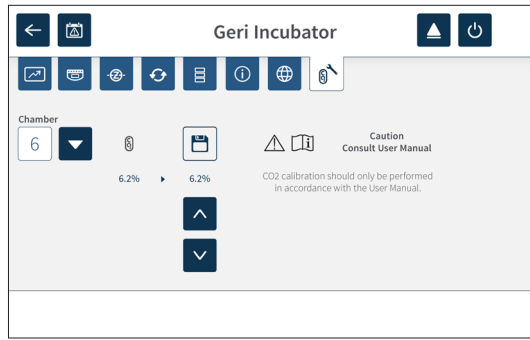 Geri Incubator
Chamber
6
6.2%
6.2%
Caution
Consult User Manual
CO2 calibration should only be performed
in accordance with the User Manual.